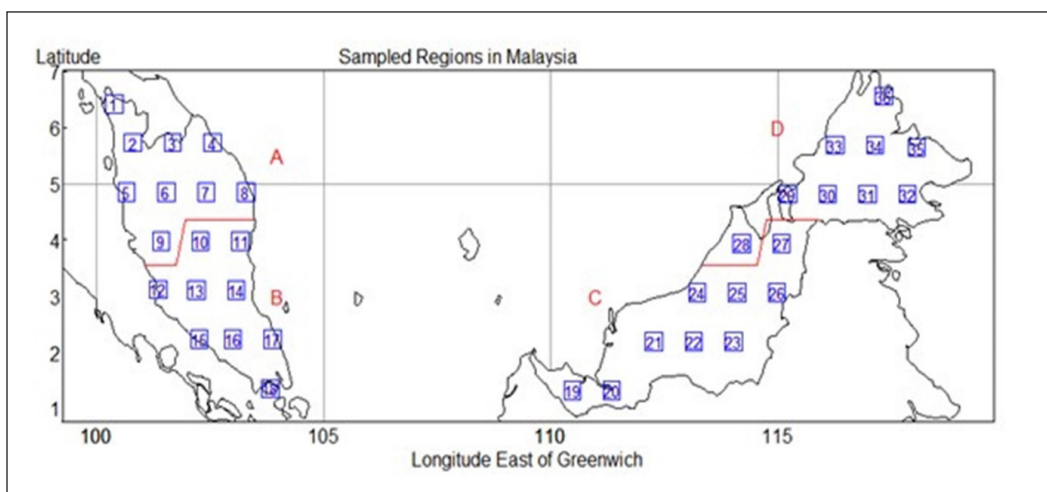 Latitude Sampled Regions in Malaysia
7
36
1
6 D
2 3 4 33 34 35
A
5
5 6 7 8 29 30 31 32
4 9 10 11 28 27
3 12 13 14 B C 24 25 26
2 15 16 17 21 22 23
1 18 19 20
100 105 110 115
Longitude East of Greenwich